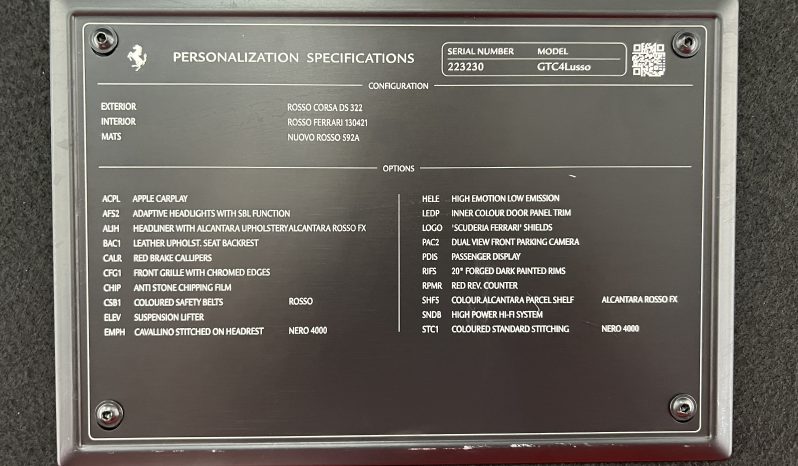 PERSONALIZATION SPECIFICATIONS
SERIAL NUMBER MODEL
223230 GTC4Lusso
CONFIGURATION
EXTERIOR ROSSO CORSA DS 322
INTERIOR ROSSO FERRARI 130421
MATS NUOVO ROSSO 592A
OPTIONS
ACPL APPLE CARPLAY
AFS2 ADAPTIVE HEADLIGHTS WITH SBL FUNCTION
ALIH HEADLINER WITH ALCANTARA UPHOLSTERY ALCANTARA ROSSO FX
BAC1 LEATHER UPHOLST. SEAT BACKREST
CALR RED BRAKE CALLIPERS
CFG1 FRONT GRILLE WITH CHROMED EDGES
CHIP ANTI STONE CHIPPING FILM
CSB1 COLOURED SAFETY BELTS ROSSO
ELEV SUSPENSION LIFTER
EMPH CAVALLINO STITCHED ON HEADREST NERO 4000
HELE HIGH EMOTION LOW EMISSION
LEDP INNER COLOUR DOOR PANEL TRIM
LOGO 'SCUDERIA FERRARI' SHIELDS
PAC2 DUAL VIEW FRONT PARKING CAMERA
PDIS PASSENGER DISPLAY
RIFS 20" FORGED DARK PAINTED RIMS
RPMR RED REV. COUNTER
SHFS COLOUR.ALCANTARA PARCEL SHELF ALCANTARA ROSSO FX
SNDB HIGH POWER HI-FI SYSTEM
STC1 COLOURED STANDARD STITCHING NERO 4000